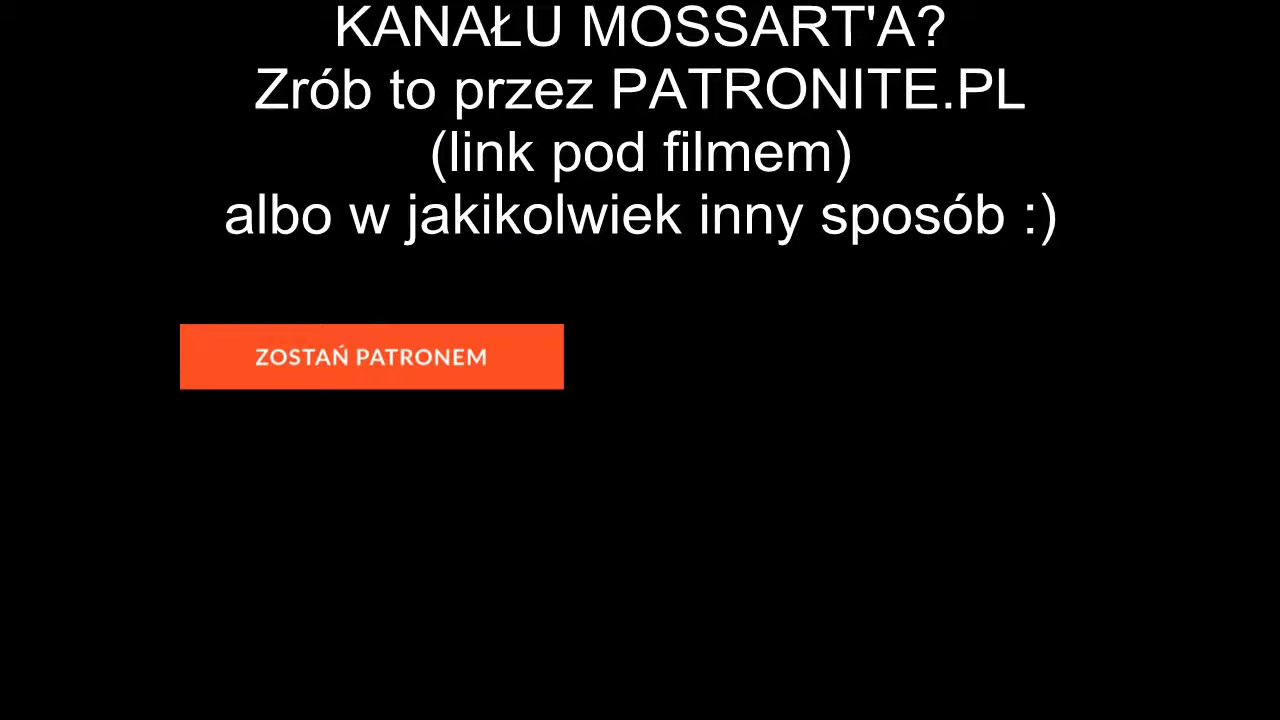 KANAŁU MOSSART'A?
Zrób to przez PATRONITE.PL
(link pod filmem)
albo w jakikolwiek inny sposób :)
ZOSTAŃ PATRONEM